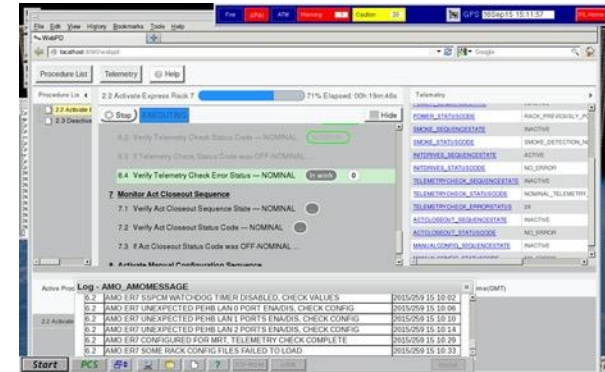 Fire ΔP/Δt ATM Warning 1 Caution GPS 16Sep15 15:11:57
File Edit View History Bookmarks Tools Help
WebPD
localhost
Google
Procedure List Telemetry Help
Procedure Lis 2.2 Activate Express Rack 7 71% Elapsed: 00h:19m:46s Telemetry
2.2 Activate E
2.3 Deactiva
Stop EXECUTING Hide
6.2 Verify Telemetry Check Status Code — NOMINAL
6.3 If Telemetry Check Status Code was OFF-NOMINAL ...
6.4 Verify Telemetry Check Error Status — NOMINAL In work 0
7 Monitor Act Closeout Sequence
7.1 Verify Act Closeout Sequence State — NOMINAL
7.2 Verify Act Closeout Status Code — NOMINAL
7.3 If Act Closeout Status Code was OFF-NOMINAL ...
8 Activate Manual Configuration Sequence
POWER_STATUSCODE RACK_PREVIOUSLY_P
SMOKE_SEQUENCESTATE INACTIVE
SMOKE_STATUSCODE SMOKE_DETECTION_N
INITDRIVES_SEQUENCESTATE ACTIVE
INITDRIVES_STATUSCODE NO_ERROR
TELEMETRYCHECK_SEQUENCESTATE INACTIVE
TELEMETRYCHECK_STATUSCODE NOMINAL_TELEMETRY
TELEMETRYCHECK_ERRORSTATUS
ACTCLOSEOUT_SEQUENCESTATE INACTIVE
ACTCLOSEOUT_STATUSCODE NO_ERROR
MANUALCONFIG_SEQUENCESTATE INACTIVE
Active Proc Log - AMO_AMOMESSAGE ime(GMT)
2.2 Activate
6.2 AMO:ER7 SSPCM WATCHDOG TIMER DISABLED, CHECK VALUES 2015/259 15:10:02
6.2 AMO:ER7 UNEXPECTED PEHB LAN 0 PORT ENA/DIS, CHECK CONFIG 2015/259 15:10:06
6.2 AMO:ER7 UNEXPECTED PEHB LAN 1 PORTS ENA/DIS, CHECK CONFIG 2015/259 15:10:10
6.2 AMO:ER7 UNEXPECTED PEHB LAN 2 PORTS ENA/DIS, CHECK CONFIG 2015/259 15:10:14
6.2 AMO:ER7 CONFIGURED FOR MRT, TELEMETRY CHECK COMPLETE 2015/259 15:10:29
6.2 AMO:ER7 SOME RACK CONFIG FILES FAILED TO LOAD 2015/259 15:10:33
Start PCS ?